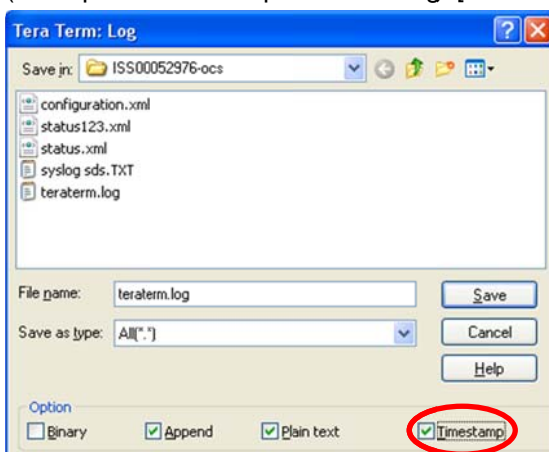 Tera Term: Log
Save in: ISS00052976-ocs
configuration.xml
status123.xml
status.xml
syslog sds.TXT
teraterm.log
File name: teraterm.log Save
Save as type: All(*.*) Cancel
Help
Option
Binary Append Plain text Timestamp